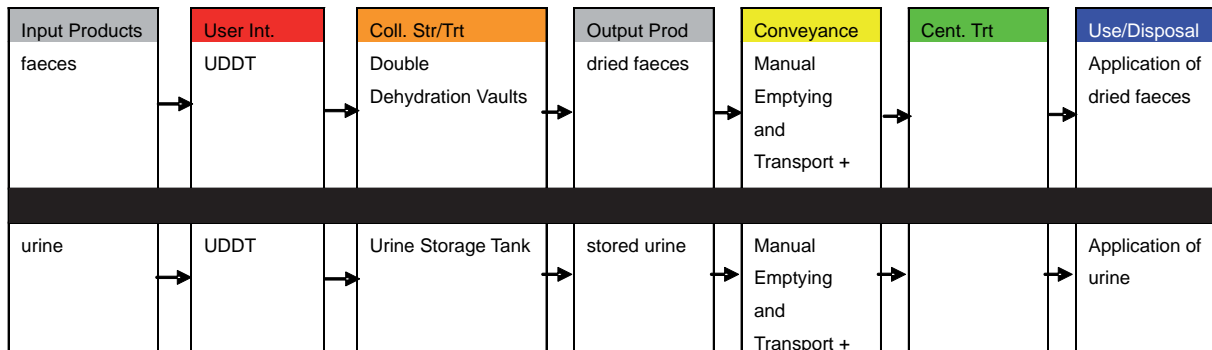 Input Products
User Int.
Coll. Str/Trt
Output Prod
Conveyance
Cent. Trt
Use/Disposal
faeces
UDDT
Double
Dehydration Vaults
dried faeces
Manual
Emptying
and
Transport +
Application of
dried faeces
urine
UDDT
Urine Storage Tank
stored urine
Manual
Emptying
and
Transport +
Application of
urine